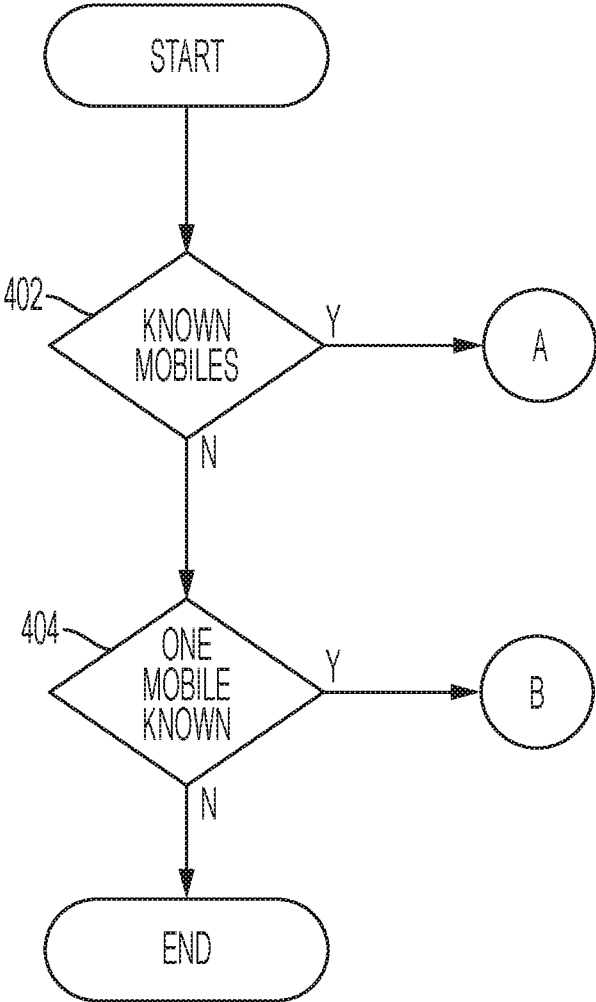 START
402
KNOWN
MOBILES
Y
A
N
404
ONE
MOBILE
KNOWN
Y
B
N
END